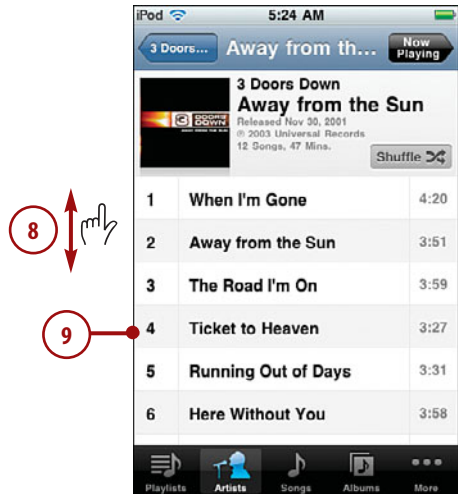 iPod 5:24 AM
3 Doors... Away from th... Now Playing
3 DOORS DOWN
3 Doors Down
Away from the Sun
Released Nov 30, 2001
℗ 2003 Universal Records
12 Songs, 47 Mins.
Shuffle
1 When I'm Gone 4:20
2 Away from the Sun 3:51
3 The Road I'm On 3:59
8
4 Ticket to Heaven 3:27
9
5 Running Out of Days 3:31
6 Here Without You 3:58
Playlists Artists Songs Albums More